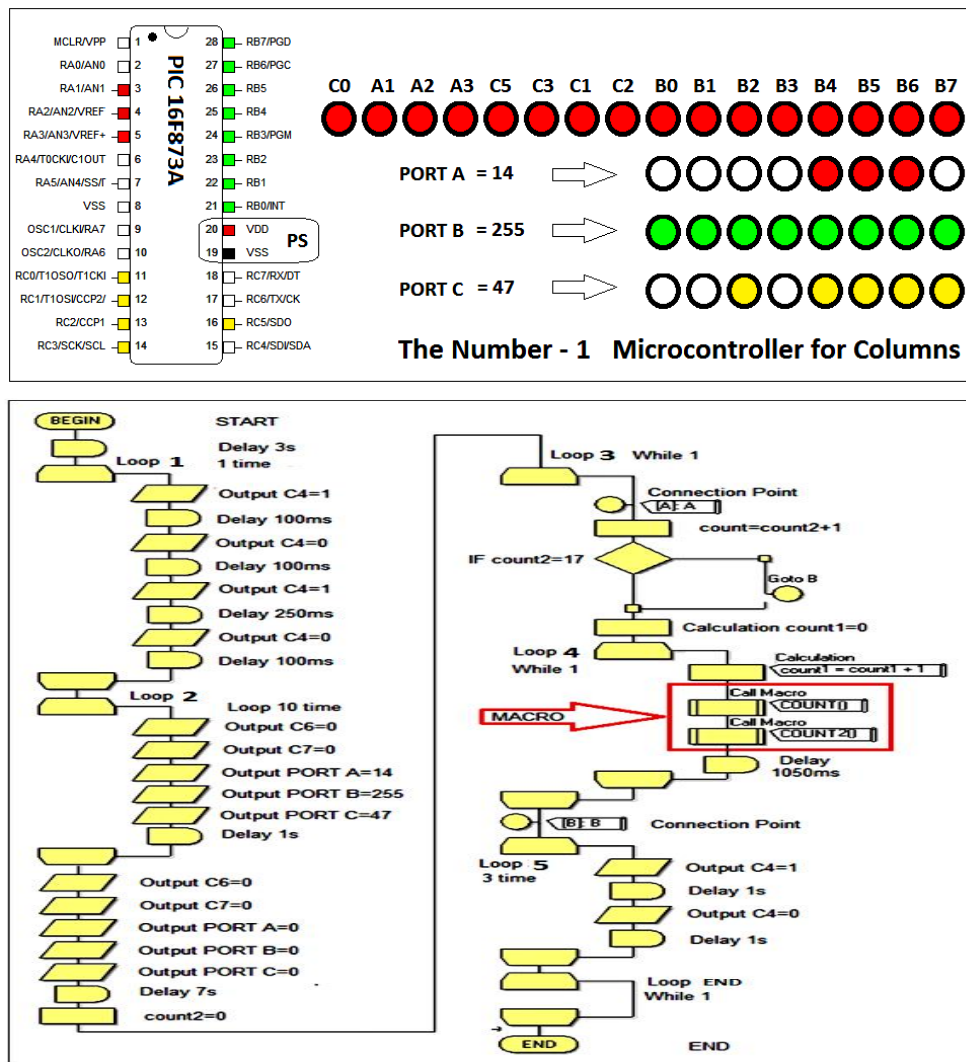 MCLR/VPP 1 28 RB7/PGD
RA0/AN0 2 27 RB6/PGC
RA1/AN1 3 26 RB5
RA2/AN2/VREF 4 25 RB4
RA3/AN3/VREF+ 5 24 RB3/PGM
RA4/T0CKI/C1OUT 6 23 RB2
RA5/AN4/SS/T 7 22 RB1
VSS 8 21 RB0/INT
OSC1/CLKI/RA7 9 20 VDD
OSC2/CLKO/RA6 10 19 VSS
PS
RC0/T1OSO/T1CKI 11 18 RC7/RX/DT
RC1/T1OSI/CCP2/ 12 17 RC6/TX/CK
RC2/CCP1 13 16 RC5/SDO
RC3/SCK/SCL 14 15 RC4/SDI/SDA
PIC 16F873A
C0 A1 A2 A3 C5 C3 C1 C2 B0 B1 B2 B3 B4 B5 B6 B7
PORT A = 14
PORT B = 255
PORT C = 47
The Number - 1 Microcontroller for Columns
BEGIN START
Delay 3s
Loop 1 1 time
Output C4=1
Delay 100ms
Output C4=0
Delay 100ms
Output C4=1
Delay 250ms
Output C4=0
Delay 100ms
Loop 2 Loop 10 time
Output C6=0
Output C7=0
Output PORT A=14
Output PORT B=255
Output PORT C=47
Delay 1s
Output C6=0
Output C7=0
Output PORT A=0
Output PORT B=0
Output PORT C=0
Delay 7s
count2=0
Loop 3 While 1
Connection Point
[A]: A
count=count2+1
IF count2=17
Goto B
Calculation count1=0
Loop 4
While 1
Calculation
count1 = count1 + 1
Call Macro
COUNT()
MACRO
Call Macro
COUNT2()
Delay
1050ms
[B]: B Connection Point
Loop 5
3 time
Output C4=1
Delay 1s
Output C4=0
Delay 1s
Loop END
While 1
END END